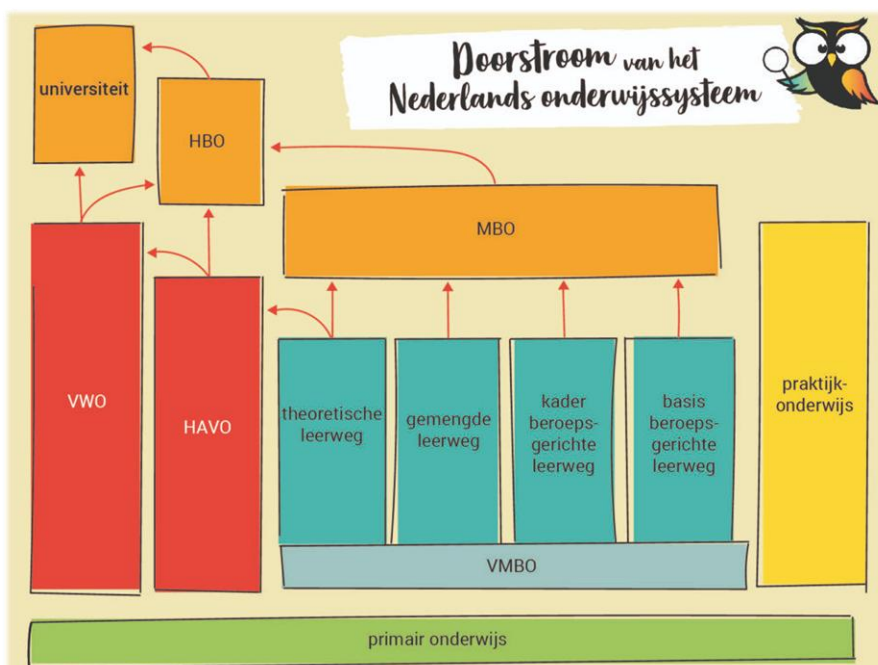 Doorstroom van het
Nederlands onderwijssysteem
universiteit
HBO
MBO
VWO
HAVO
theoretische
leerweg
gemengde
leerweg
kader
beroeps-
gerichte
leerweg
basis
beroeps-
gerichte
leerweg
praktijk-
onderwijs
VMBO
primair onderwijs